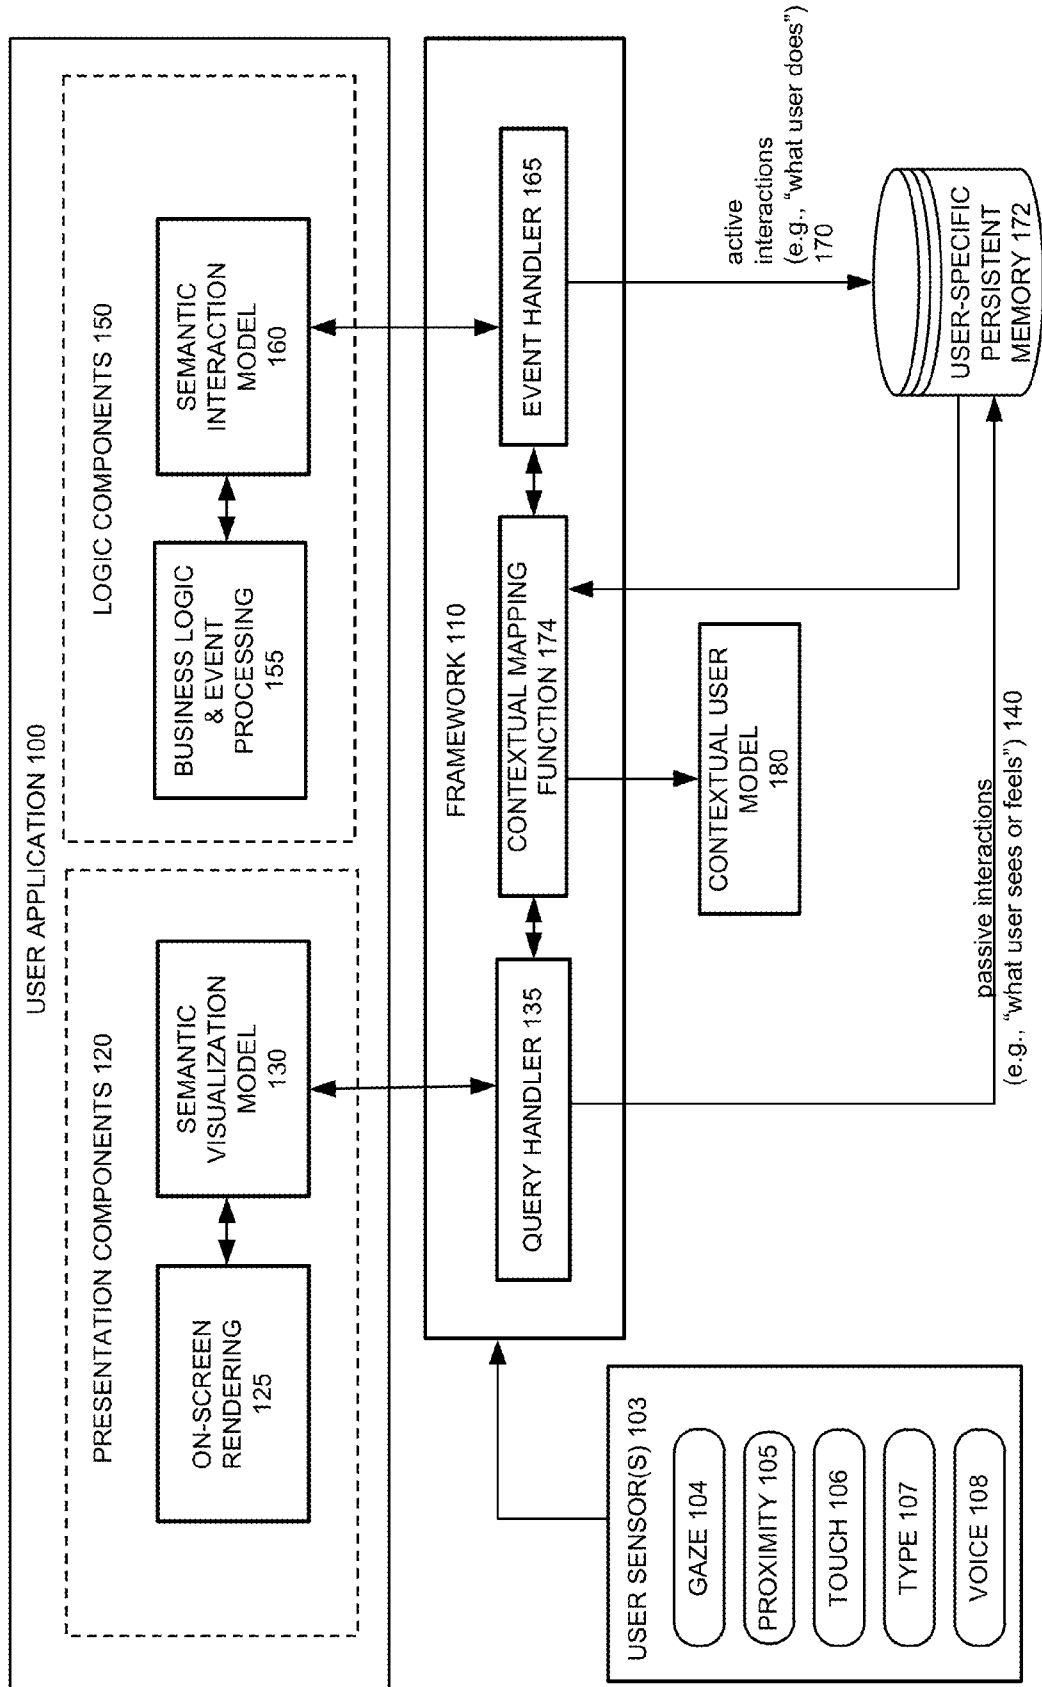 USER APPLICATION 100
PRESENTATION COMPONENTS 120
ON-SCREEN
RENDERING
125
SEMANTIC
VISUALIZATION
MODEL
130
LOGIC COMPONENTS 150
BUSINESS LOGIC
& EVENT
PROCESSING
155
SEMANTIC
INTERACTION
MODEL
160
FRAMEWORK 110
QUERY HANDLER 135
CONTEXTUAL MAPPING
FUNCTION 174
EVENT HANDLER 165
USER SENSOR(S) 103
GAZE 104
PROXIMITY 105
TOUCH 106
TYPE 107
VOICE 108
CONTEXTUAL USER
MODEL
180
active
interactions
(e.g., “what user does”)
170
passive interactions
(e.g., “what user sees or feels”) 140
USER-SPECIFIC
PERSISTENT
MEMORY 172